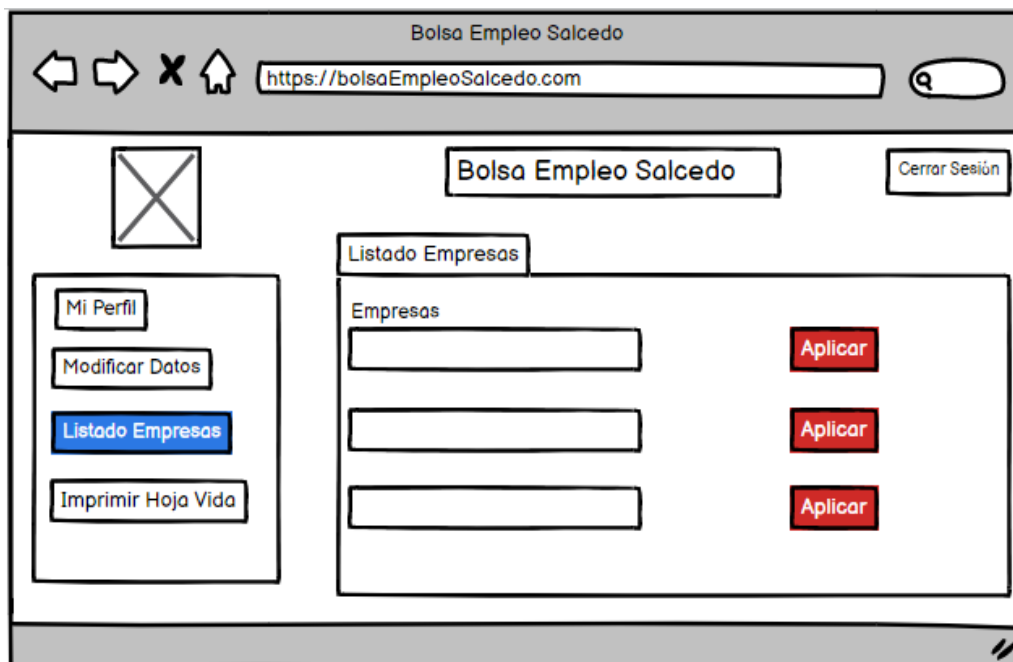 Bolsa Empleo Salcedo
https://bolsaEmpleoSalcedo.com
Bolsa Empleo Salcedo
Cerrar Sesión
Listado Empresas
Mi Perfil
Modificar Datos
Listado Empresas
Imprimir Hoja Vida
Empresas
Aplicar
Aplicar
Aplicar